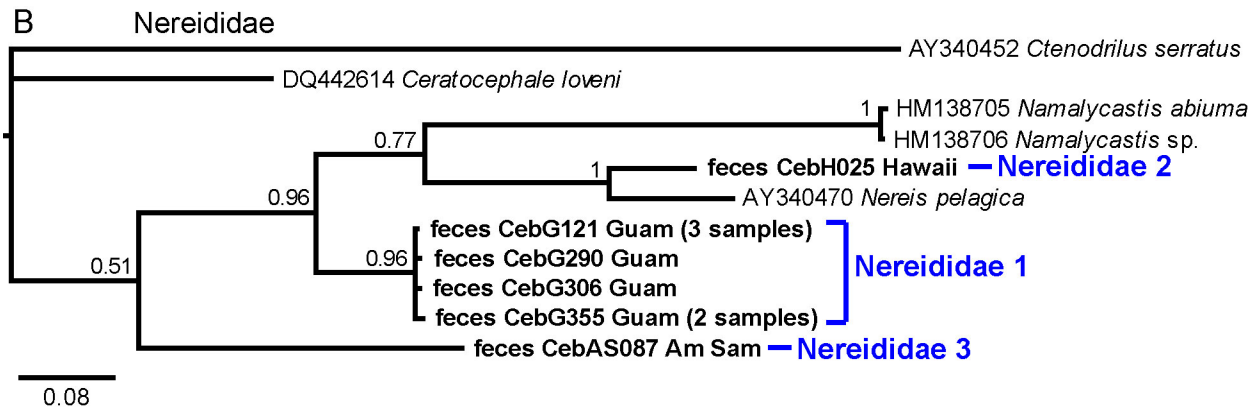 B Nereididae
AY340452 Ctenodrilus serratus
DQ442614 Ceratocephale loveni
1 HM138705 Namalycastis abiuma
HM138706 Namalycastis sp.
0.77
1 feces CebH025 Hawaii Nereididae 2
AY340470 Nereis pelagica
0.96
feces CebG121 Guam (3 samples)
0.96 feces CebG290 Guam
Nereididae 1
0.51
feces CebG306 Guam
feces CebG355 Guam (2 samples)
feces CebAS087 Am Sam Nereididae 3
0.08